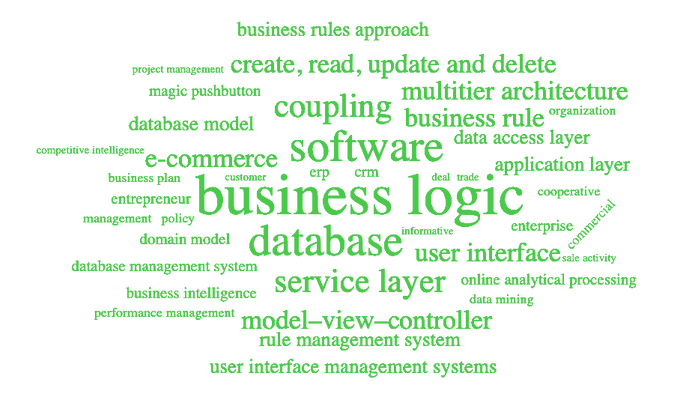 business rules approach
project management
create, read, update and delete
magic pushbutton
multitier architecture
coupling
business rule
organization
database model
data access layer
competitive intelligence
e-commerce
software
application layer
business plan
customer
erp
crm
deal
trade
cooperative
entrepreneur
business logic
management
policy
commercial
enterprise
informative
domain model
database
user interface
sale activity
database management system
service layer
online analytical processing
business intelligence
data mining
performance management
model–view–controller
rule management system
user interface management systems